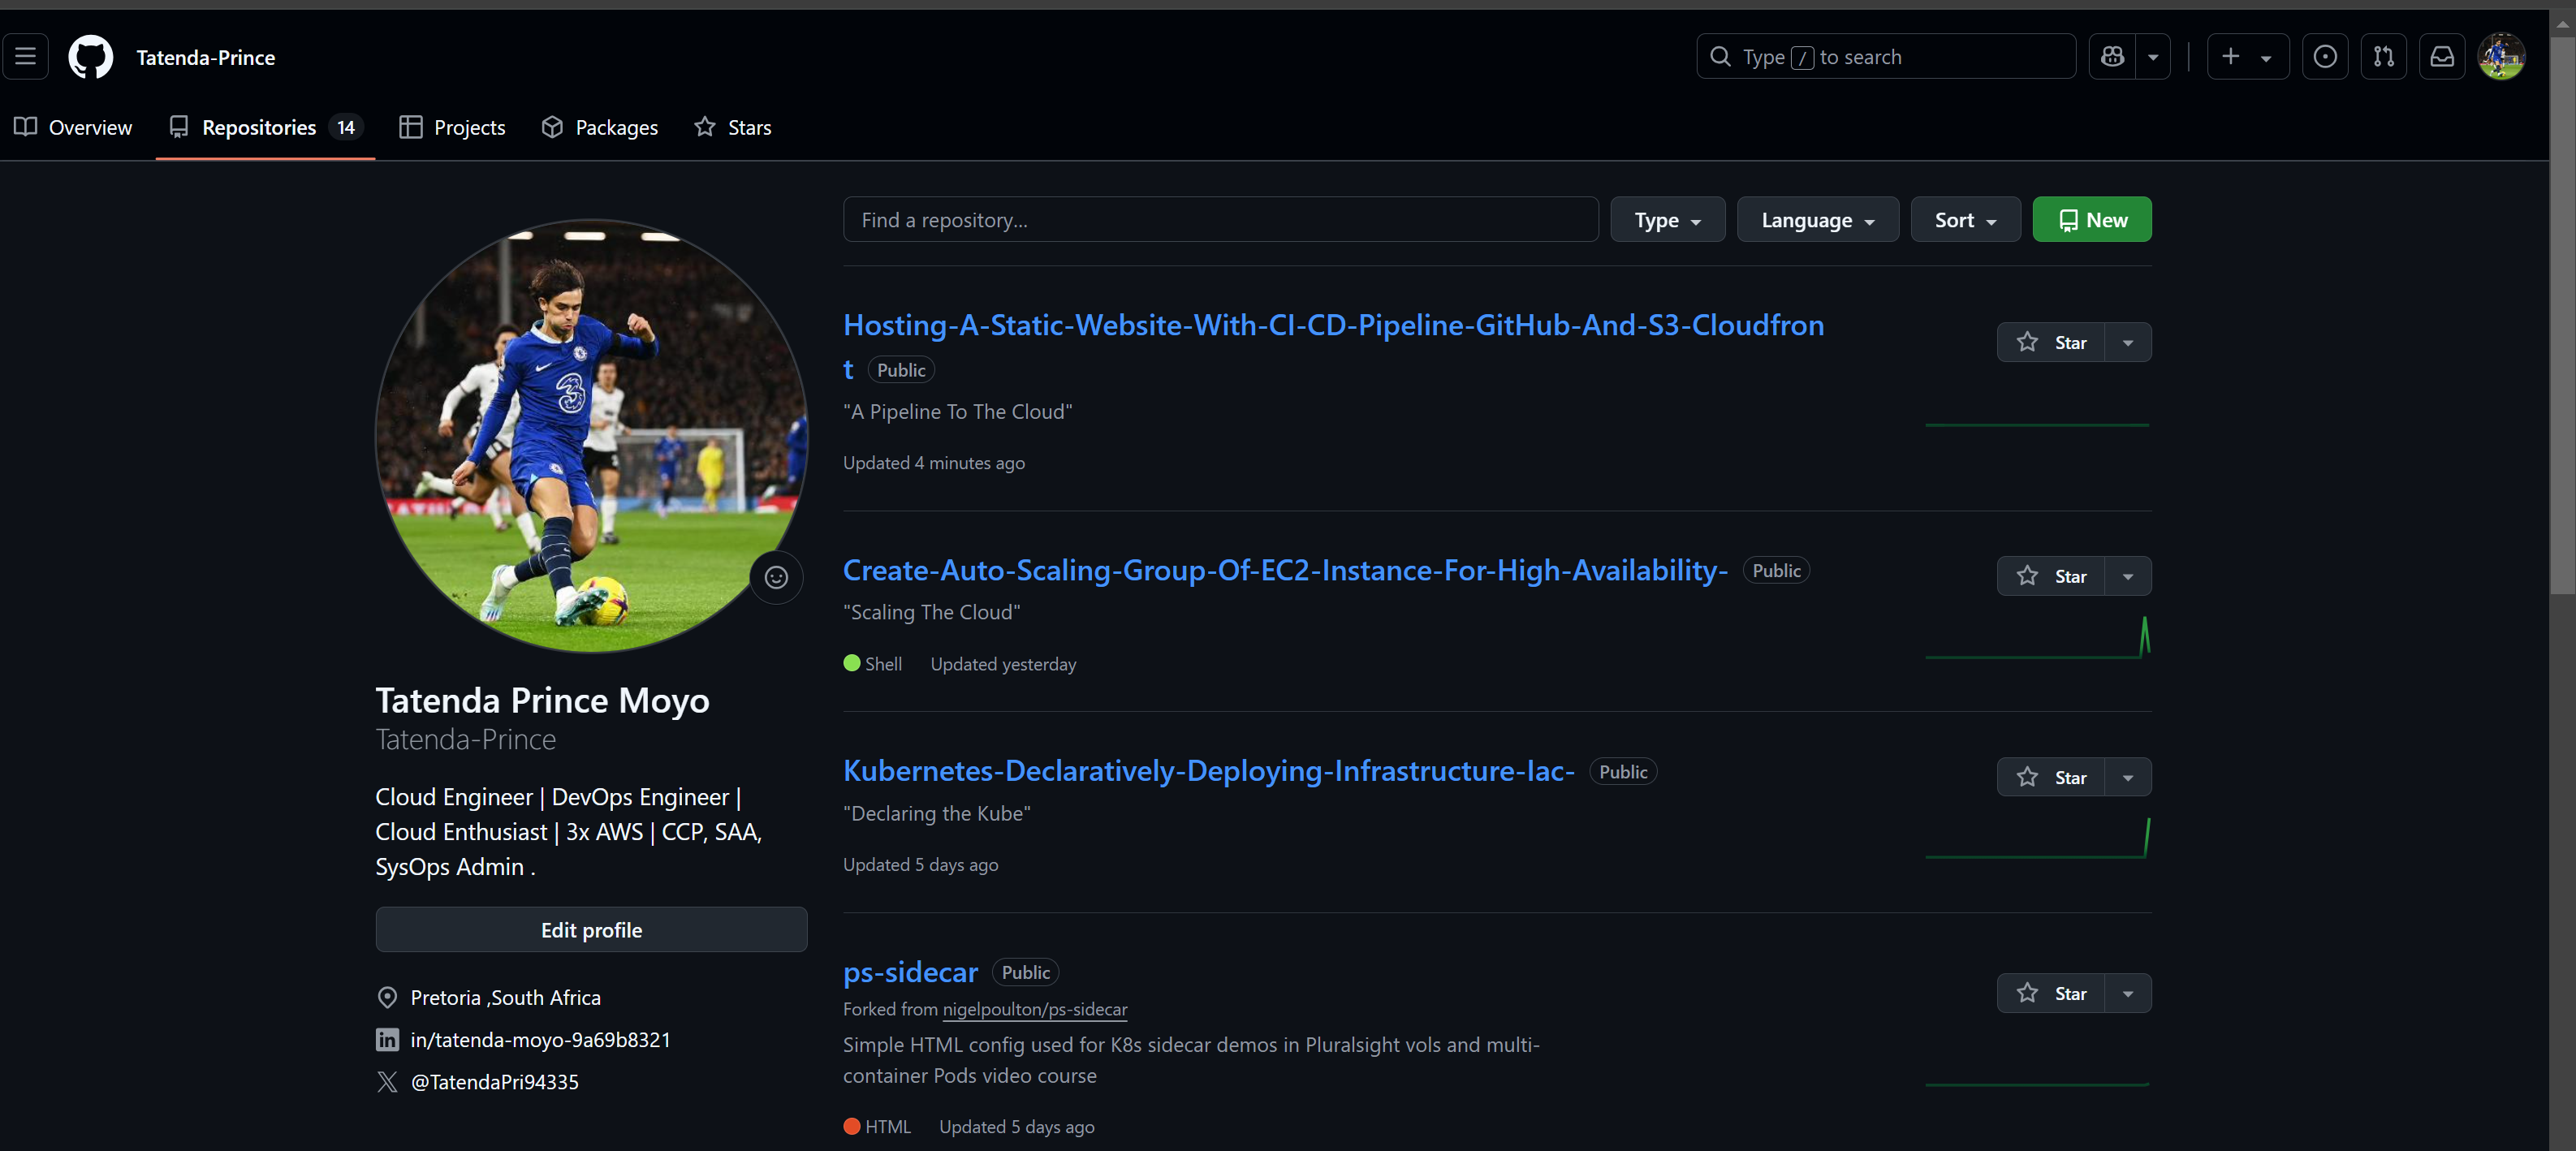 Tatenda-Prince
Type / to search
Overview
Repositories 14
Projects
Packages
Stars
Find a repository...
Type
Language
Sort
New
Tatenda Prince Moyo
Tatenda-Prince
Cloud Engineer | DevOps Engineer |
Cloud Enthusiast | 3x AWS | CCP, SAA,
SysOps Admin .
Edit profile
Pretoria ,South Africa
in/tatenda-moyo-9a69b8321
@TatendaPri94335
Hosting-A-Static-Website-With-CI-CD-Pipeline-GitHub-And-S3-Cloudfron
t Public
Star
"A Pipeline To The Cloud"
Updated 4 minutes ago
Create-Auto-Scaling-Group-Of-EC2-Instance-For-High-Availability- Public
Star
"Scaling The Cloud"
Shell Updated yesterday
Kubernetes-Declaratively-Deploying-Infrastructure-Iac- Public
Star
"Declaring the Kube"
Updated 5 days ago
ps-sidecar Public
Star
Forked from nigelpoulton/ps-sidecar
Simple HTML config used for K8s sidecar demos in Pluralsight vols and multi-
container Pods video course
HTML Updated 5 days ago